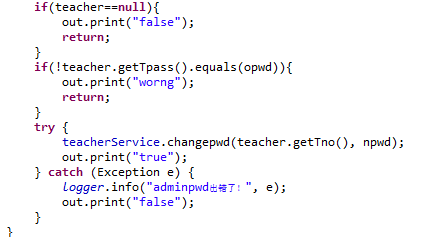 if(teacher==null){
out.print("false");
return;
}
if(!teacher.getTpass().equals(opwd)){
out.print("worng");
return;
}
try {
teacherService.changepwd(teacher.getTno(), npwd);
out.print("true");
} catch (Exception e) {
logger.info("adminpwd出错了！", e);
out.print("false");
}
}